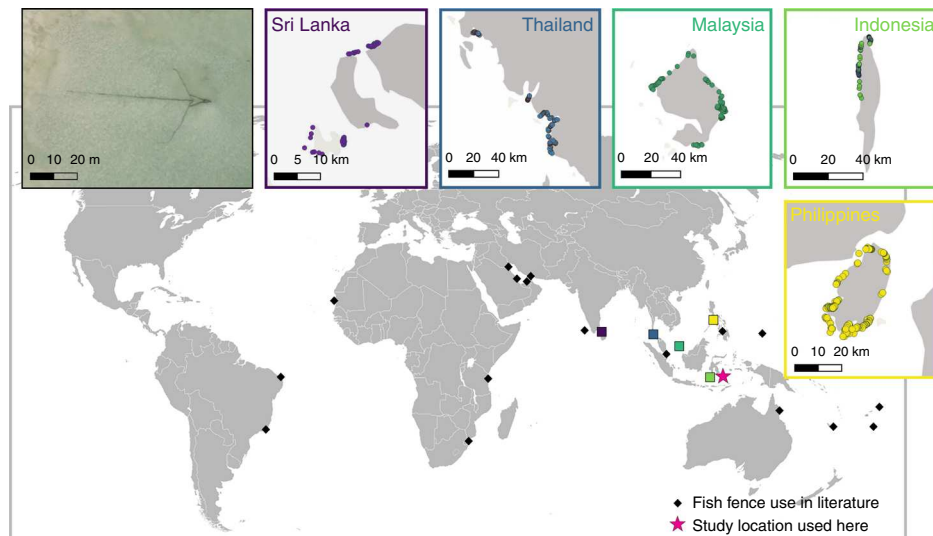 Sri Lanka
Thailand
Malaysia
Indonesia
0 10 20 m
0 5 10 km
0 20 40 km
0 20 40 km
0 20 40 km
Philippines
0 10 20 km
Fish fence use in literature
Study location used here